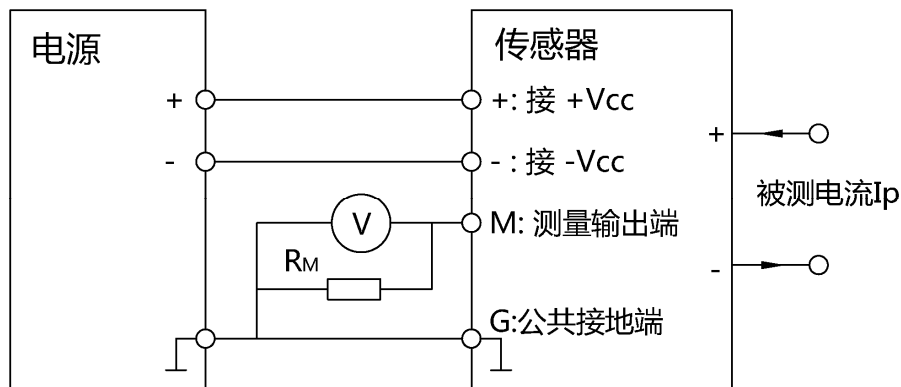 电源
传感器
+
+: 接 +Vcc
+
-
- : 接 -Vcc
被测电流Ip
V
M: 测量输出端
RM
-
G:公共接地端